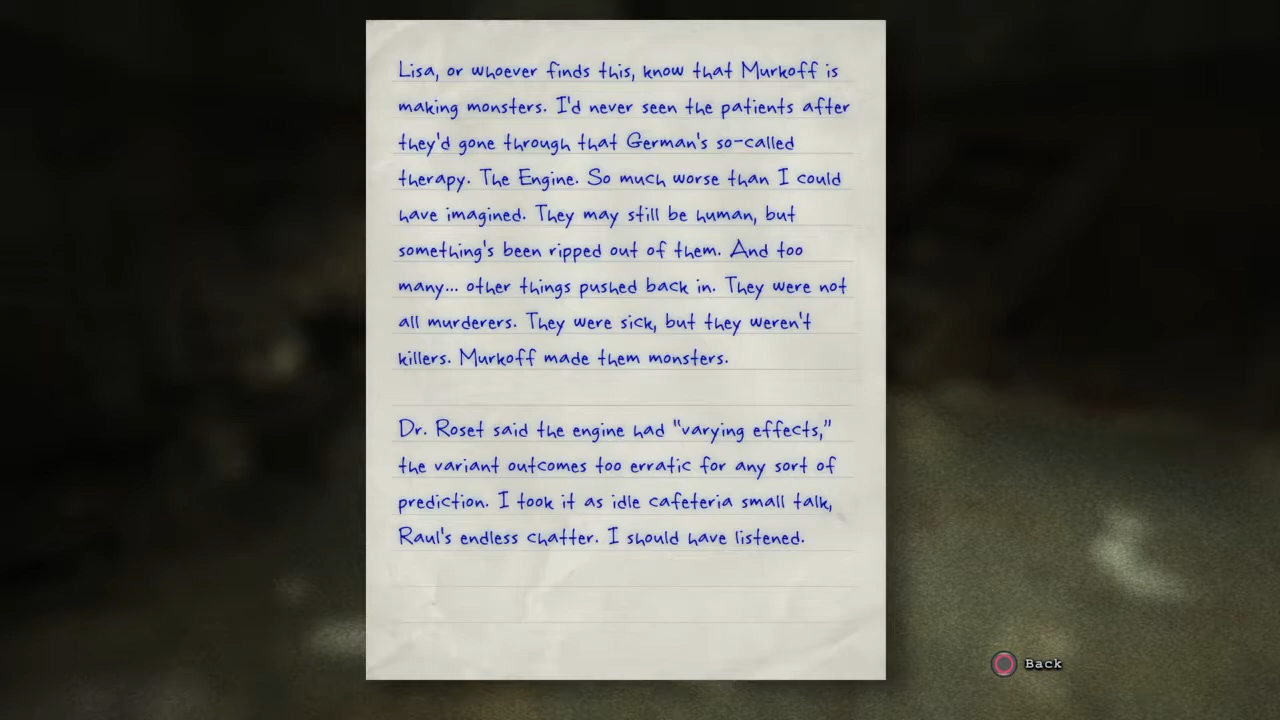 Lisa, or whoever finds this, know that Murkoff is
making monsters. I'd never seen the patients after
they'd gone through that German's so-called
therapy. The Engine. So much worse than I could
have imagined. They may still be human, but
something's been ripped out of them. And too
many... other things pushed back in. They were not
all murderers. They were sick, but they weren't
killers. Murkoff made them monsters.
Dr. Roset said the engine had "varying effects,"
the variant outcomes too erratic for any sort of
prediction. I took it as idle cafeteria small talk,
Raul's endless chatter. I should have listened.
Back